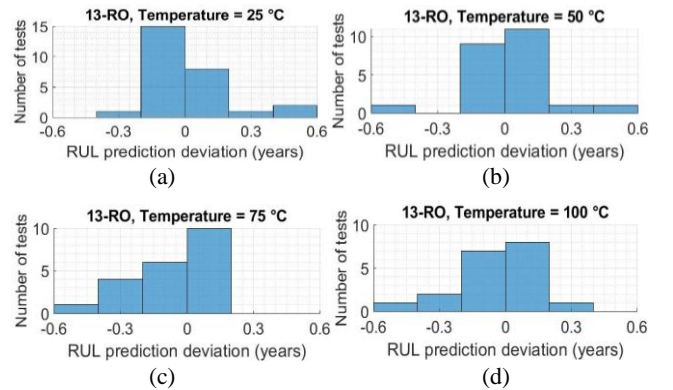 13-RO, Temperature = 25 °C
Number of tests
15
10
5
0
-0.6 -0.3 0 0.3 0.6
RUL prediction deviation (years)
(a)
13-RO, Temperature = 50 °C
Number of tests
10
5
0
-0.6 -0.3 0 0.3 0.6
RUL prediction deviation (years)
(b)
13-RO, Temperature = 75 °C
Number of tests
10
5
0
-0.6 -0.3 0 0.3 0.6
RUL prediction deviation (years)
(c)
13-RO, Temperature = 100 °C
Number of tests
10
5
0
-0.6 -0.3 0 0.3 0.6
RUL prediction deviation (years)
(d)